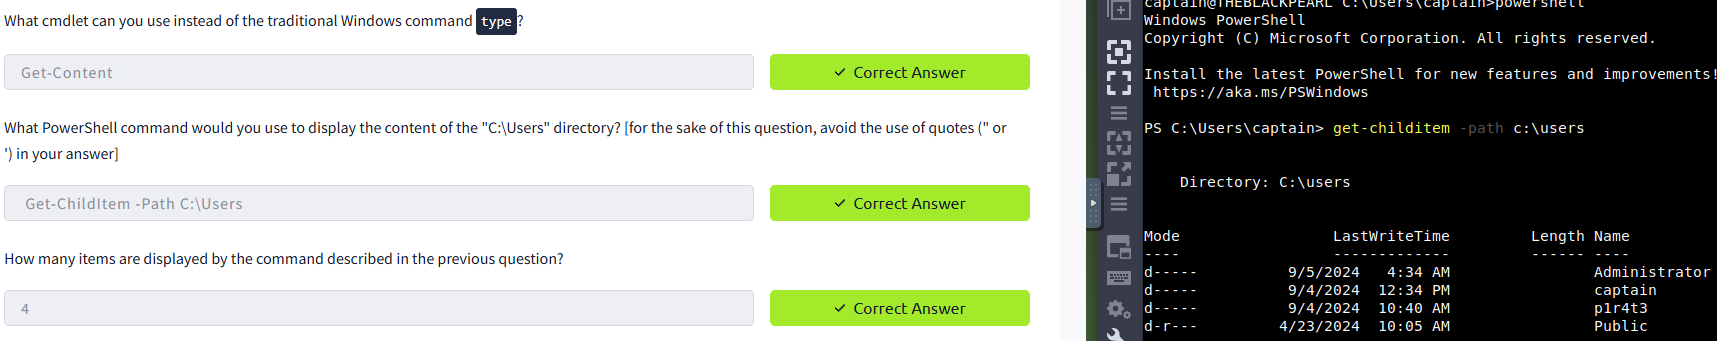 What cmdlet can you use instead of the traditional Windows command type?
Get-Content
✓ Correct Answer
What PowerShell command would you use to display the content of the "C:\Users" directory? [for the sake of this question, avoid the use of quotes (" or
') in your answer]
Get-ChildItem -Path C:\Users
✓ Correct Answer
How many items are displayed by the command described in the previous question?
4
✓ Correct Answer
captain@THEBLACKPEARL C:\Users\captain>powershell
Windows PowerShell
Copyright (C) Microsoft Corporation. All rights reserved.
Install the latest PowerShell for new features and improvements!
https://aka.ms/PSWindows
PS C:\Users\captain> get-childitem -path c:\users
Directory: C:\users
Mode                 LastWriteTime         Length Name
----                 -------------         ------ ----
d-----          9/5/2024   4:34 AM                Administrator
d-----          9/4/2024  12:34 PM                captain
d-----          9/4/2024  10:40 AM                p1r4t3
d-r---         4/23/2024  10:05 AM                Public